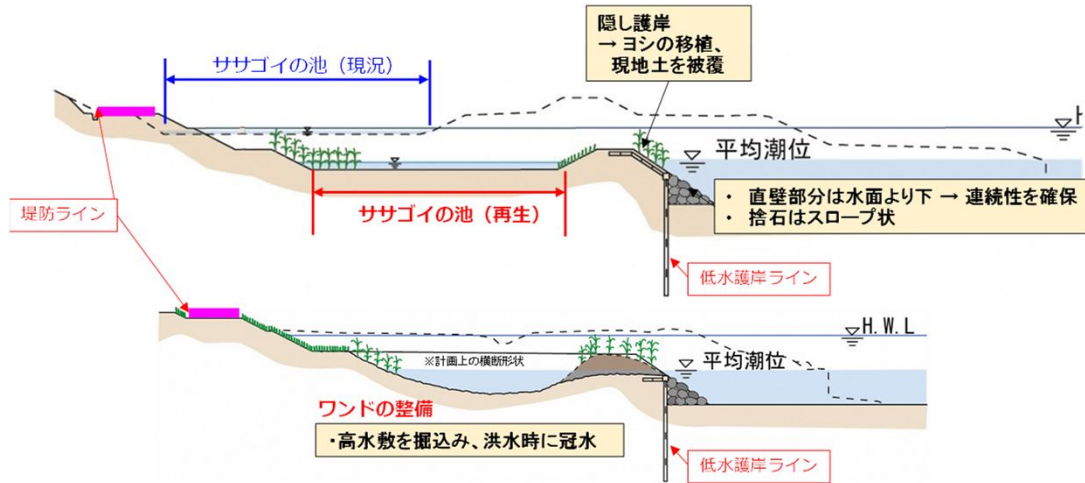 隠し護岸
→ ヨシの移植、
現地土を被覆
ササゴイの池（現況）
H
平均潮位
・ 直壁部分は水面より下 → 連続性を確保
・ 捨石はスロープ状
堤防ライン
ササゴイの池（再生）
低水護岸ライン
H.W.L
※計画上の横断形状
平均潮位
ワンドの整備
・高水敷を掘込み、洪水時に冠水
低水護岸ライン